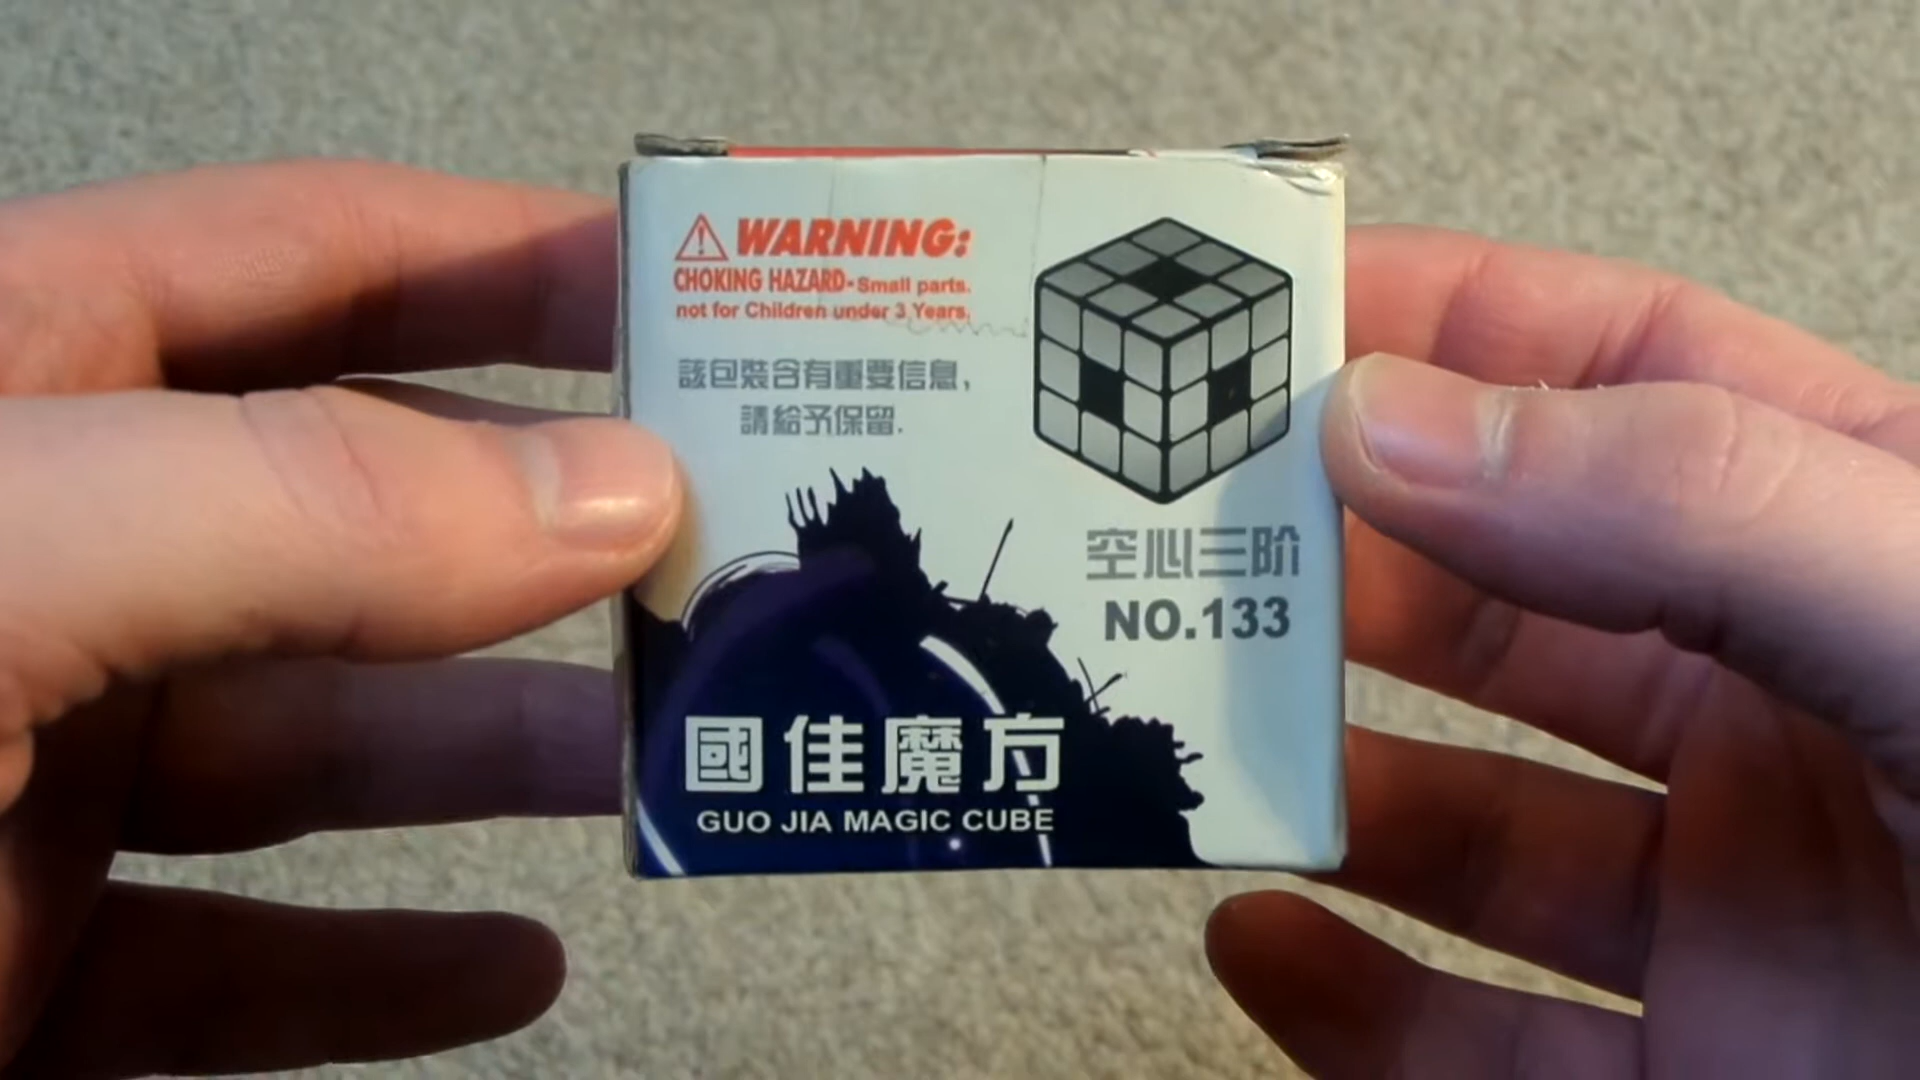 WARNING:
CHOKING HAZARD-Small parts.
not for Children under 3 Years.
該包裝含有重要信息，
請給予保留.
空心三阶
NO.133
國佳魔方
GUO JIA MAGIC CUBE